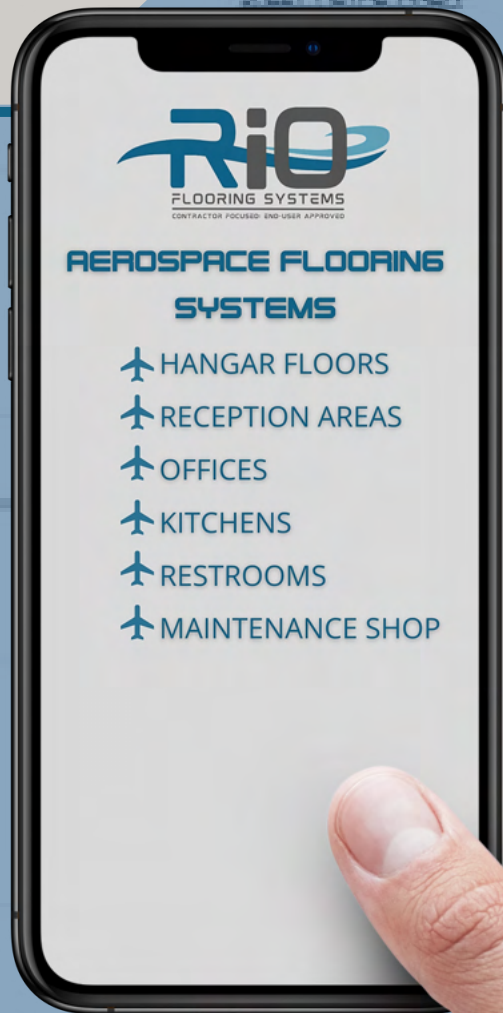 RiO
FLOORING SYSTEMS
CONTRACTOR FOCUSED: END-USER APPROVED
AEROSPACE FLOORING
SYSTEMS
HANGAR FLOORS
RECEPTION AREAS
OFFICES
KITCHENS
RESTROOMS
MAINTENANCE SHOP